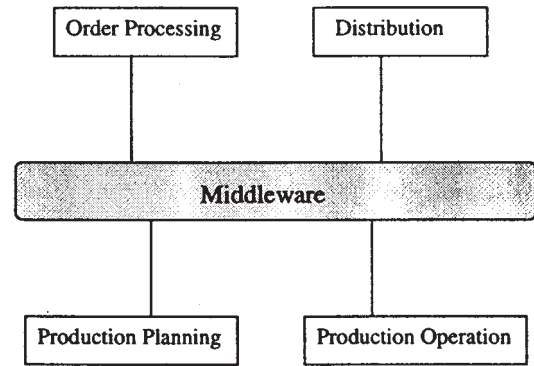 Order Processing
Distribution
Middleware
Production Planning
Production Operation